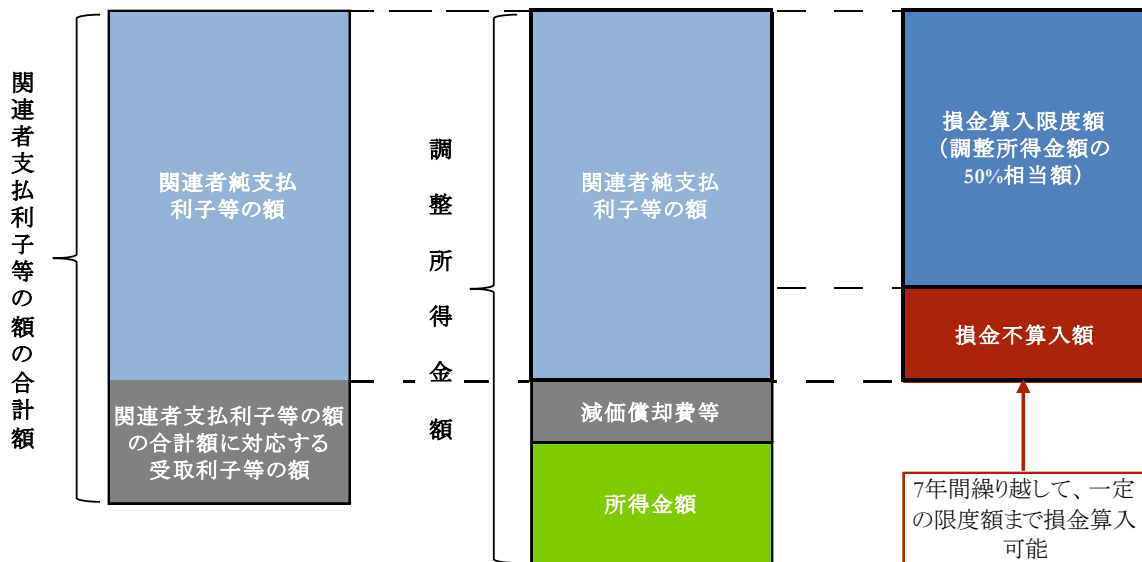 関連者支払利子等の額の合計額
関連者純支払
利子等の額
関連者支払利子等の額
の合計額に対応する
受取利子等の額
調整所得金額
関連者純支払
利子等の額
減価償却費等
所得金額
損金算入限度額
（調整所得金額の
50%相当額）
損金不算入額
7年間繰り越して、一定
の限度額まで損金算入
可能